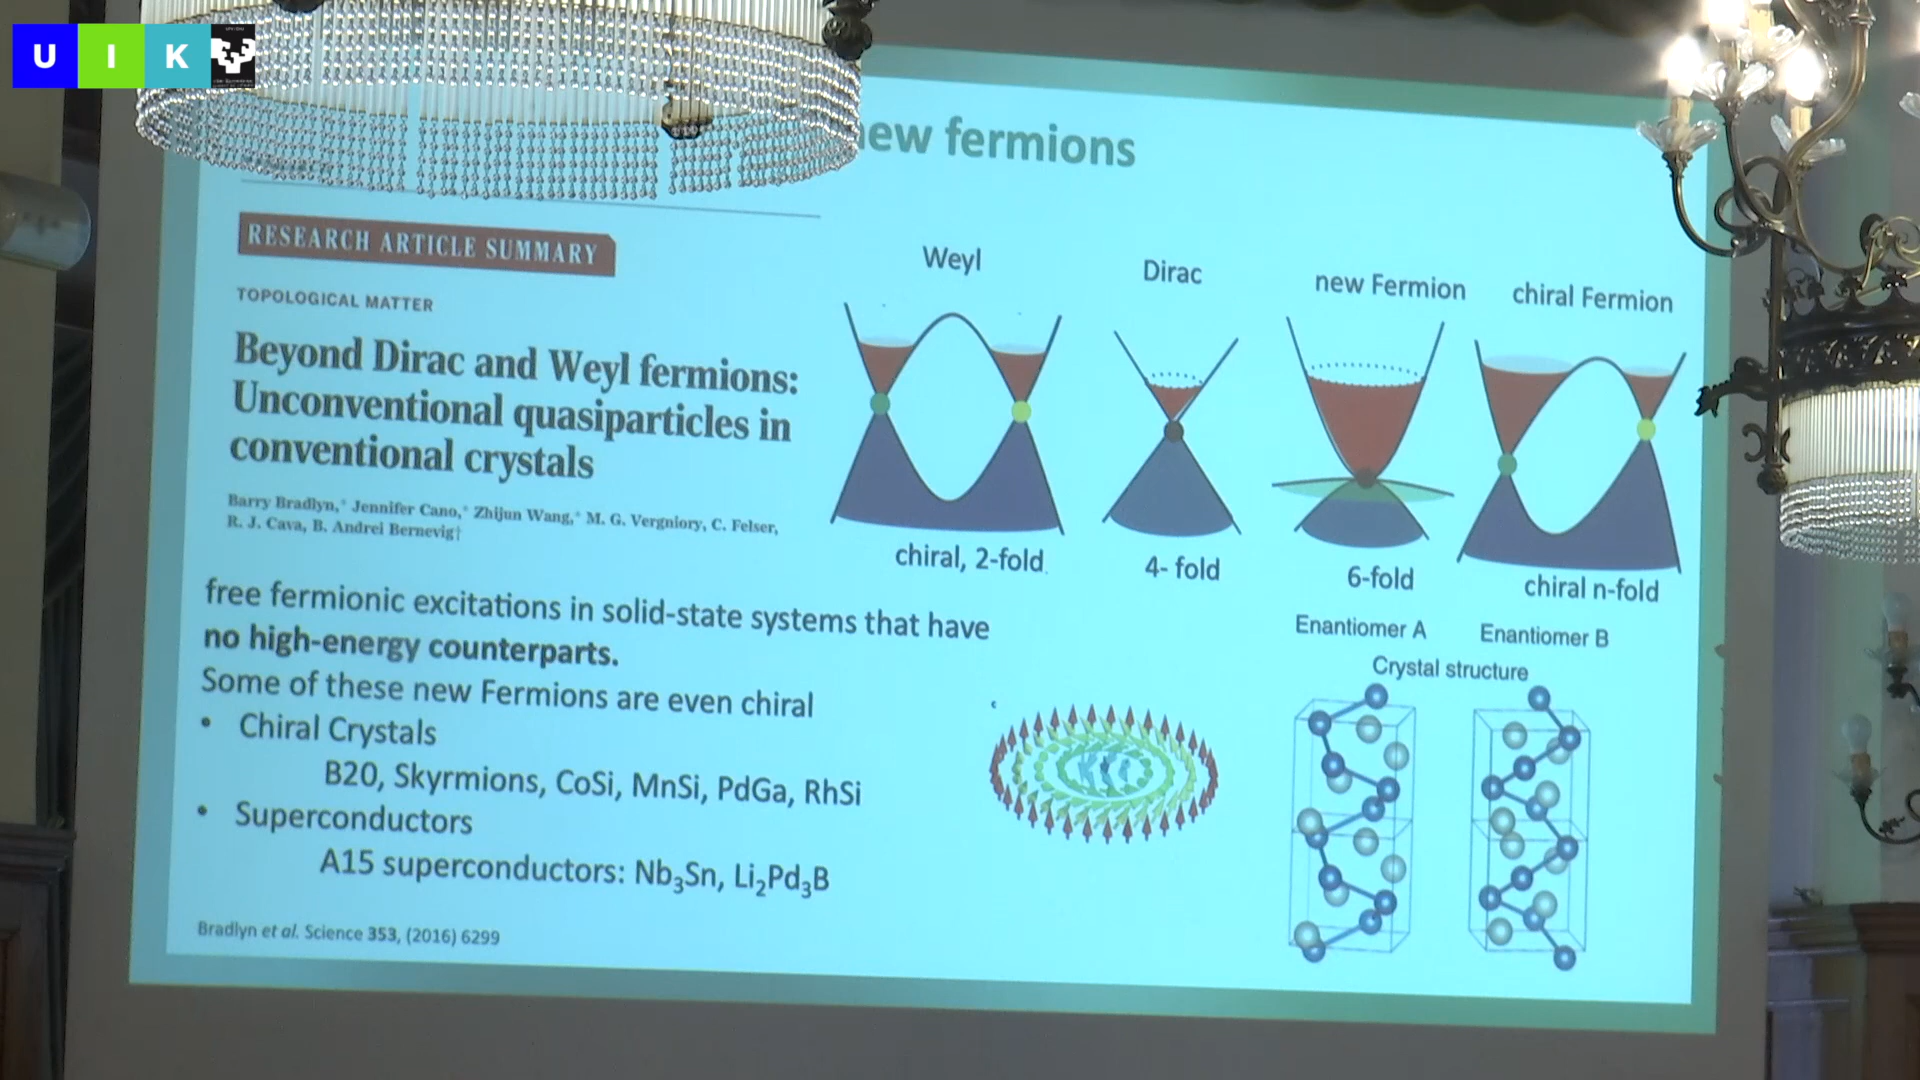 UIK
ew fermions
RESEARCH ARTICLE SUMMARY
TOPOLOGICAL MATTER
Beyond Dirac and Weyl fermions:
Unconventional quasiparticles in
conventional crystals
Barry Bradlyn,* Jennifer Cano,* Zhijun Wang,* M. G. Vergniory, C. Felser,
R. J. Cava, B. Andrei Bernevig†
Weyl
Dirac
new Fermion
chiral Fermion
chiral, 2-fold
4- fold
6-fold
chiral n-fold
free fermionic excitations in solid-state systems that have
no high-energy counterparts.
Some of these new Fermions are even chiral
• Chiral Crystals
B20, Skyrmions, CoSi, MnSi, PdGa, RhSi
• Superconductors
A15 superconductors: Nb₃Sn, Li₂Pd₃B
Enantiomer A
Enantiomer B
Crystal structure
Bradlyn et al. Science 353, (2016) 6299